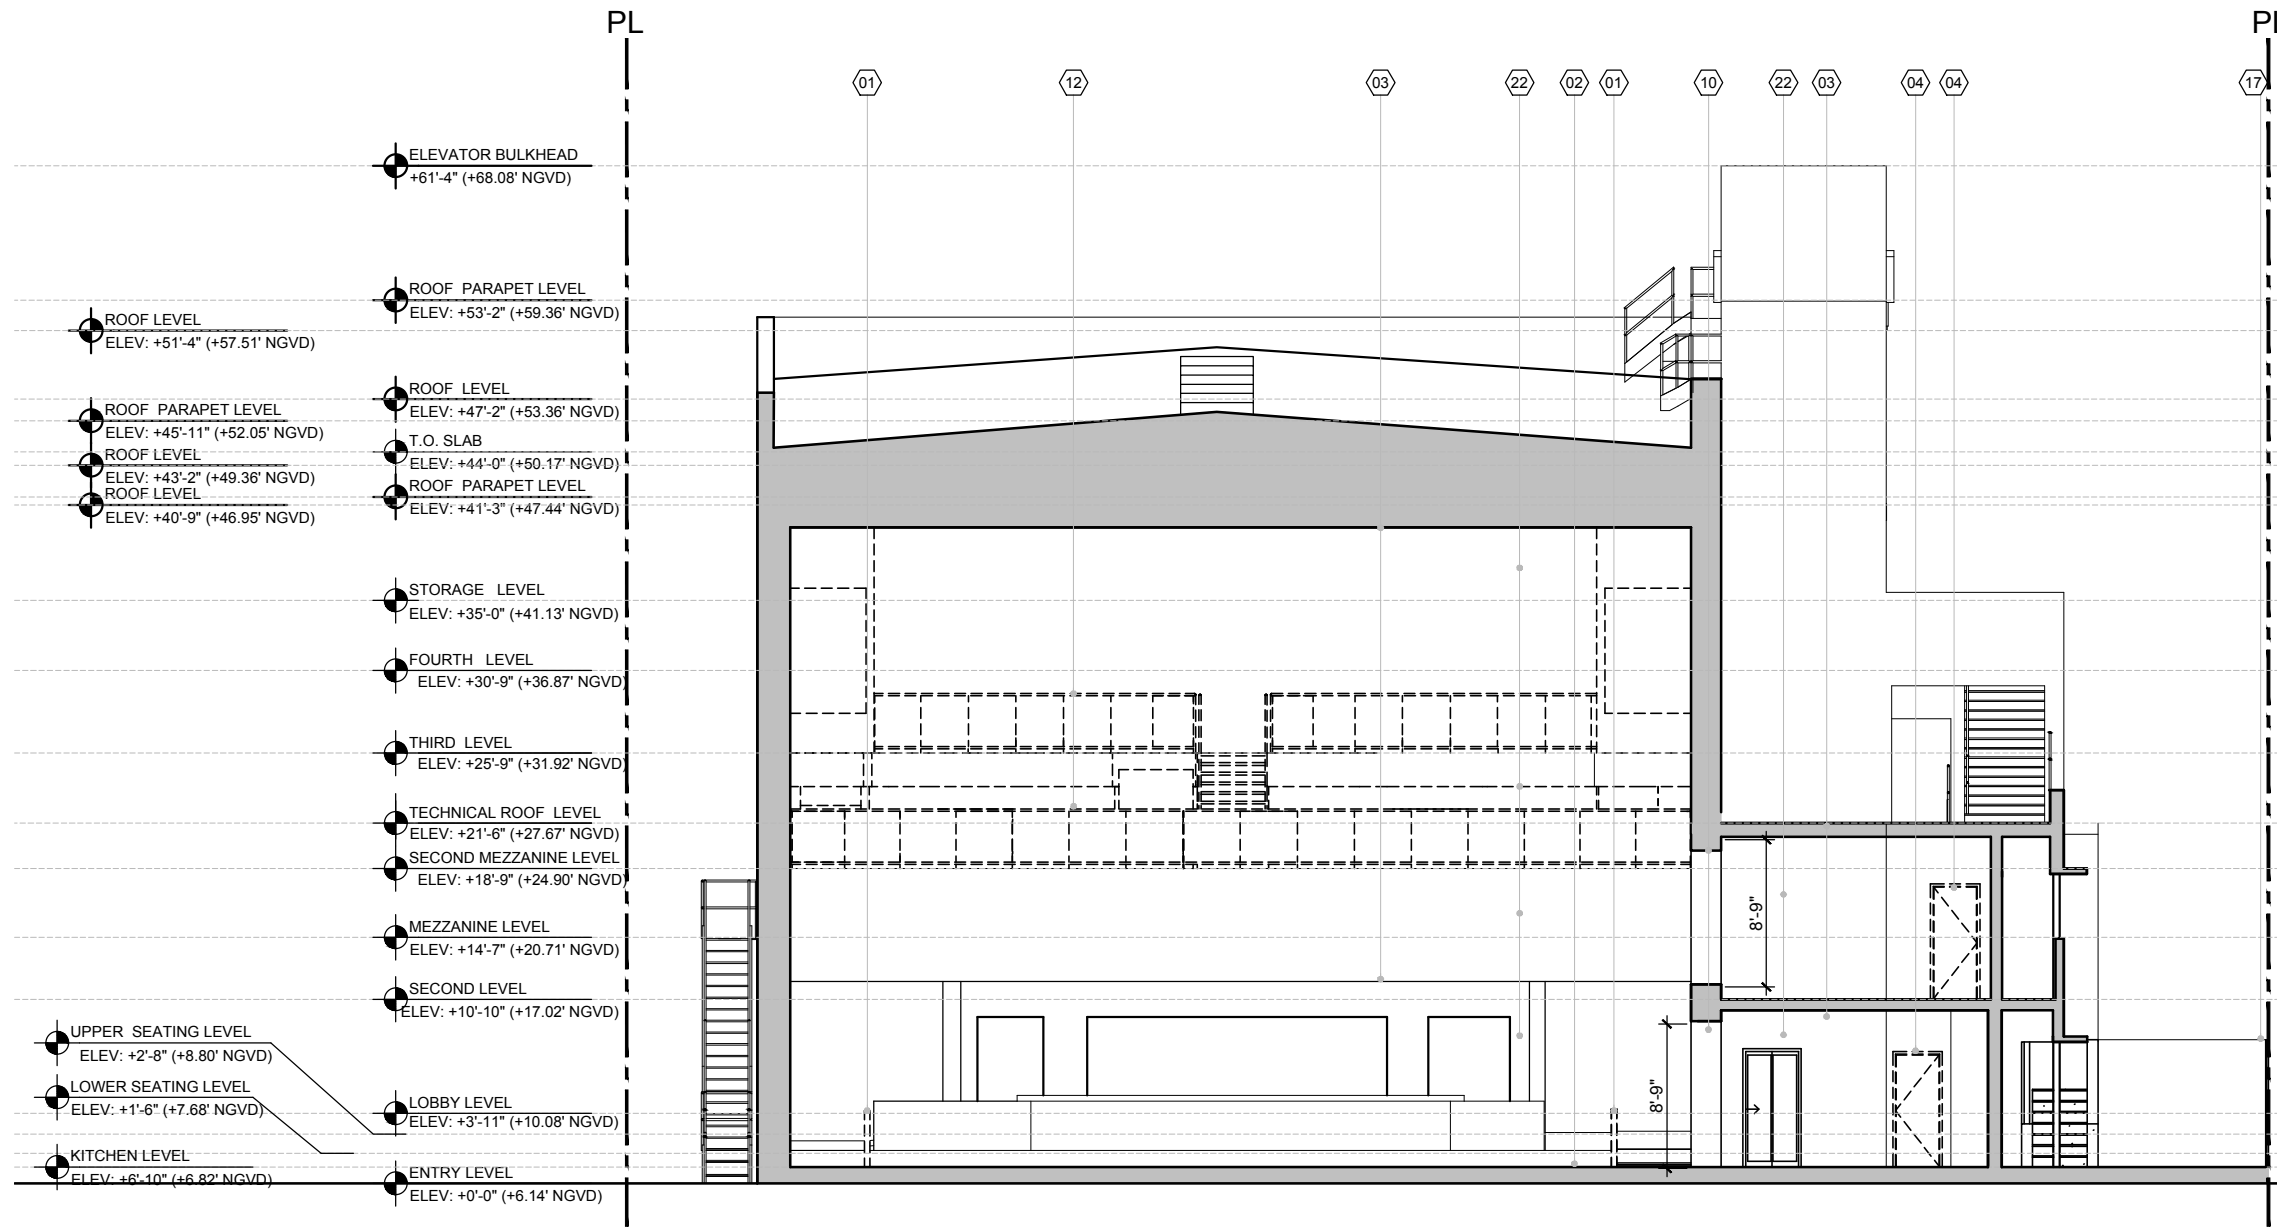 PL
PL
01
12
03
22
02
01
10
22
03
04
04
17
ELEVATOR BULKHEAD
+61'-4" (+68.08' NGVD)
ROOF PARAPET LEVEL
ELEV: +53'-2" (+59.36' NGVD)
ROOF LEVEL
ELEV: +51'-4" (+57.51' NGVD)
ROOF LEVEL
ELEV: +47'-2" (+53.36' NGVD)
ROOF PARAPET LEVEL
ELEV: +45'-11" (+52.05' NGVD)
T.O. SLAB
ELEV: +44'-0" (+50.17' NGVD)
ROOF LEVEL
ELEV: +43'-2" (+49.36' NGVD)
ROOF PARAPET LEVEL
ELEV: +41'-3" (+47.44' NGVD)
ROOF LEVEL
ELEV: +40'-9" (+46.95' NGVD)
STORAGE LEVEL
ELEV: +35'-0" (+41.13' NGVD)
FOURTH LEVEL
ELEV: +30'-9" (+36.87' NGVD)
THIRD LEVEL
ELEV: +25'-9" (+31.92' NGVD)
TECHNICAL ROOF LEVEL
ELEV: +21'-6" (+27.67' NGVD)
SECOND MEZZANINE LEVEL
ELEV: +18'-9" (+24.90' NGVD)
MEZZANINE LEVEL
ELEV: +14'-7" (+20.71' NGVD)
SECOND LEVEL
ELEV: +10'-10" (+17.02' NGVD)
UPPER SEATING LEVEL
ELEV: +2'-8" (+8.80' NGVD)
LOWER SEATING LEVEL
ELEV: +1'-6" (+7.68' NGVD)
LOBBY LEVEL
ELEV: +3'-11" (+10.08' NGVD)
KITCHEN LEVEL
ELEV: +6'-10" (+6.82' NGVD)
ENTRY LEVEL
ELEV: +0'-0" (+6.14' NGVD)
8'-9"
8'-9"